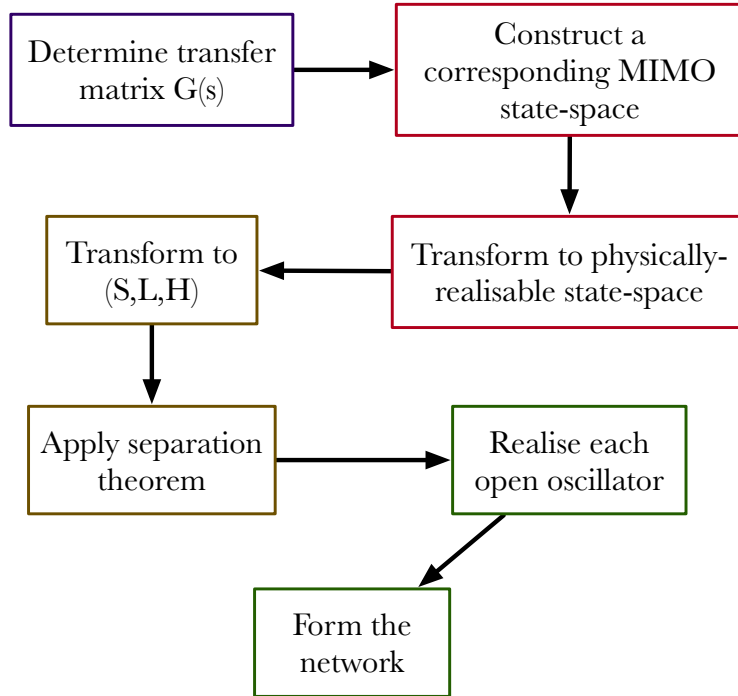 Determine transfer
matrix G(s)
Construct a
corresponding MIMO
state-space
Transform to physically-
realisable state-space
Transform to
(S,L,H)
Apply separation
theorem
Realise each
open oscillator
Form the
network